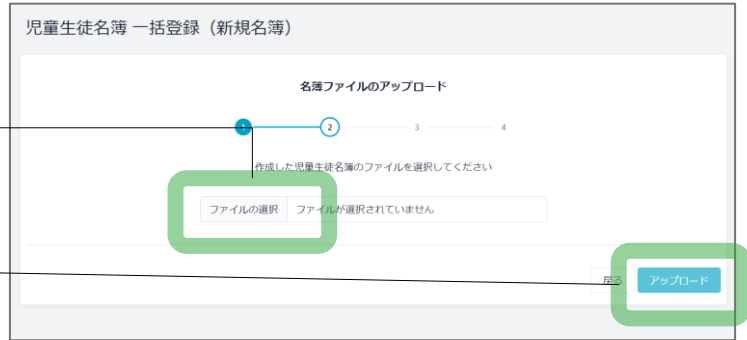 児童生徒名簿 一括登録（新規名簿）
名簿ファイルのアップロード
1 2 3 4
作成した児童生徒名簿のファイルを選択してください
ファイルの選択 ファイルが選択されていません
戻る アップロード